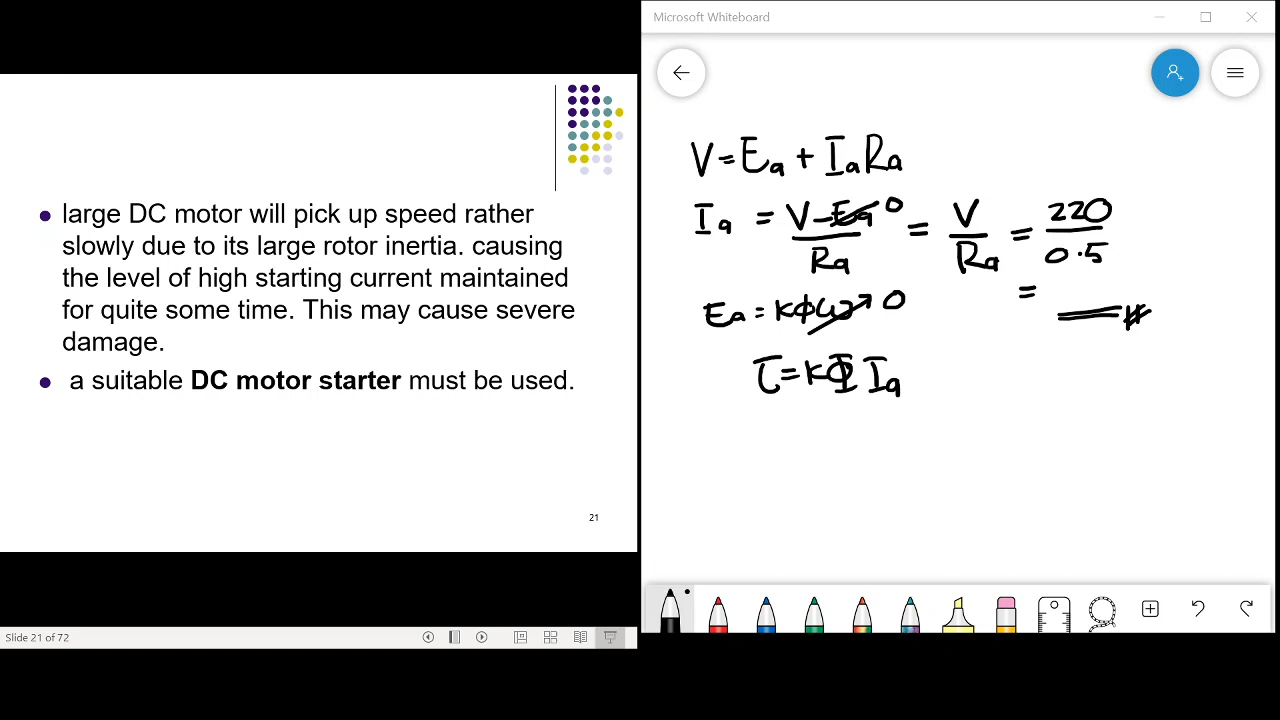 large DC motor will pick up speed rather
slowly due to its large rotor inertia. causing
the level of high starting current maintained
for quite some time. This may cause severe
damage.
a suitable DC motor starter must be used.
21
Slide 21 of 72
Microsoft Whiteboard
V = Ea + IaRa
Ia = V - Ea 0 / Ra = V / Ra = 220 / 0.5
=
Ea = Kφω 0
τ = KΦ Ia